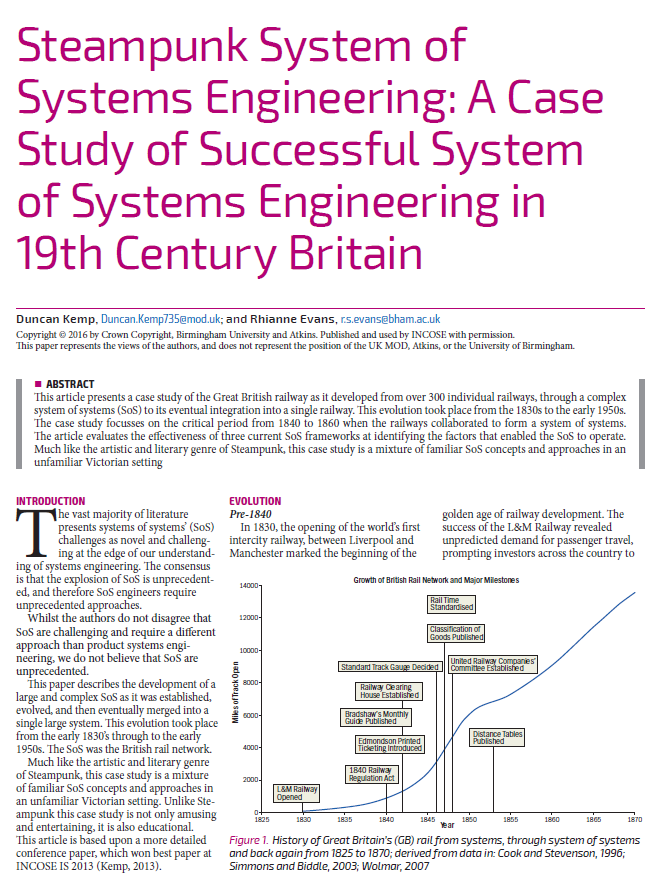 Steampunk System of
Systems Engineering: A Case
Study of Successful System
of Systems Engineering in
19th Century Britain
Duncan Kemp, Duncan.Kemp735@mod.uk; and Rhianne Evans, r.s.evans@bham.ac.uk
Copyright © 2016 by Crown Copyright, Birmingham University and Atkins. Published and used by INCOSE with permission.
This paper represents the views of the authors, and does not represent the position of the UK MOD, Atkins, or the University of Birmingham.
■ ABSTRACT
This article presents a case study of the Great British railway as it developed from over 300 individual railways, through a complex
system of systems (SoS) to its eventual integration into a single railway. This evolution took place from the 1830s to the early 1950s.
The case study focusses on the critical period from 1840 to 1860 when the railways collaborated to form a system of systems.
The article evaluates the effectiveness of three current SoS frameworks at identifying the factors that enabled the SoS to operate.
Much like the artistic and literary genre of Steampunk, this case study is a mixture of familiar SoS concepts and approaches in an
unfamiliar Victorian setting
INTRODUCTION
The vast majority of literature
presents systems of systems' (SoS)
challenges as novel and challeng-
ing at the edge of our understand-
ing of systems engineering. The consensus
is that the explosion of SoS is unprecedent-
ed, and therefore SoS engineers require
unprecedented approaches.
Whilst the authors do not disagree that
SoS are challenging and require a different
approach than product systems engi-
neering, we do not believe that SoS are
unprecedented.
This paper describes the development of a
large and complex SoS as it was established,
evolved, and then eventually merged into a
single large system. This evolution took place
from the early 1830's through to the early
1950s. The SoS was the British rail network.
Much like the artistic and literary genre
of Steampunk, this case study is a mixture
of familiar SoS concepts and approaches in
an unfamiliar Victorian setting. Unlike Ste-
ampunk this case study is not only amusing
and entertaining, it is also educational.
This article is based upon a more detailed
conference paper, which won best paper at
INCOSE IS 2013 (Kemp, 2013).
EVOLUTION
Pre-1840
In 1830, the opening of the world's first
intercity railway, between Liverpool and
Manchester marked the beginning of the
golden age of railway development. The
success of the L&M Railway revealed
unpredicted demand for passenger travel,
prompting investors across the country to
Growth of British Rail Network and Major Milestones
Miles of Track Open
14000
12000
10000
8000
6000
4000
2000
0
Rail Time
Standardised
Classification of
Goods Published
Standard Track Gauge Decided
United Railway Companies'
Committee Established
Railway Clearing
House Established
Bradshaw's Monthly
Guide Published
Edmondson Printed
Ticketing Introduced
Distance Tables
Published
1840 Railway
Regulation Act
L&M Railway
Opened
1825 1830 1835 1840 1845 1850 1855 1860 1865 1870
Year
Figure 1. History of Great Britain's (GB) rail from systems, through system of systems
and back again from 1825 to 1870; derived from data in: Cook and Stevenson, 1996;
Simmons and Biddle, 2003; Wolmar, 2007